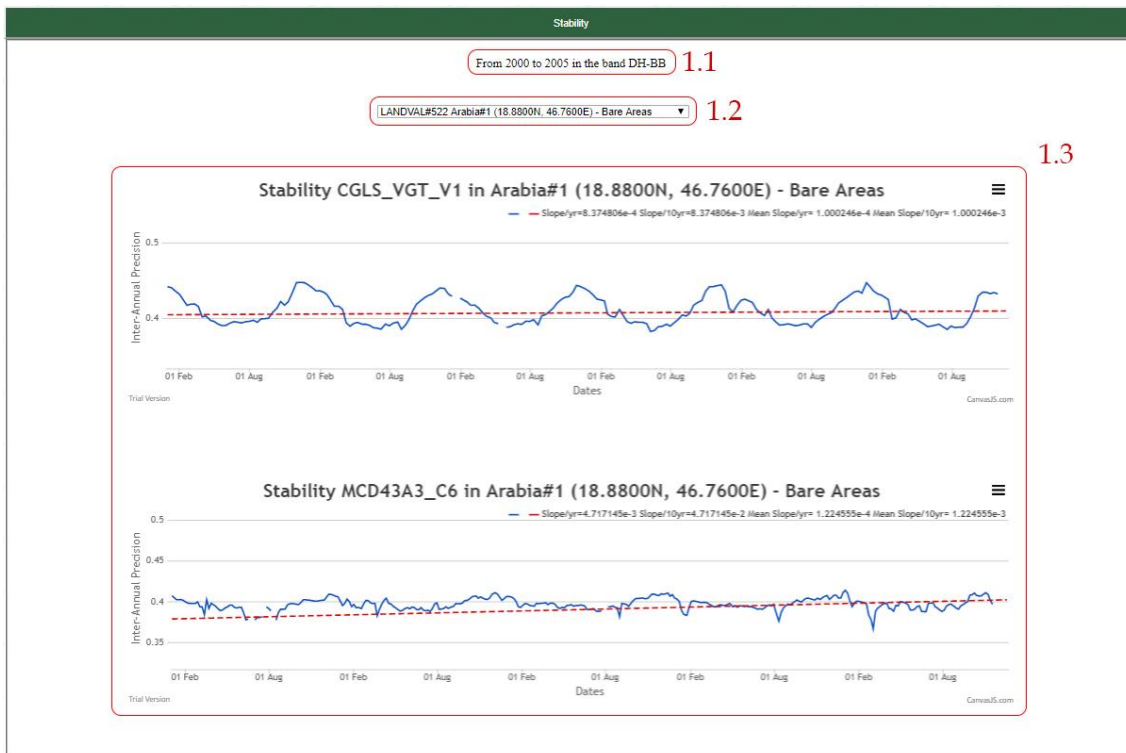 Stability
From 2000 to 2005 in the band DH-BB
1.1
LANDVAL#522 Arabia#1 (18.8800N, 46.7600E) - Bare Areas
1.2
1.3
Stability CGLS_VGT_V1 in Arabia#1 (18.8800N, 46.7600E) - Bare Areas
Slope/yr=8.374806e-4 Slope/10yr=8.374806e-3 Mean Slope/yr= 1.000246e-4 Mean Slope/10yr= 1.000246e-3
Inter-Annual Precision
0.5
0.4
01 Feb 01 Aug 01 Feb 01 Aug 01 Feb 01 Aug 01 Feb 01 Aug 01 Feb 01 Aug 01 Feb 01 Aug
Dates
Trial Version CanvasJS.com
Stability MCD43A3_C6 in Arabia#1 (18.8800N, 46.7600E) - Bare Areas
Slope/yr=4.717145e-3 Slope/10yr=4.717145e-2 Mean Slope/yr= 1.224555e-4 Mean Slope/10yr= 1.224555e-3
Inter-Annual Precision
0.5
0.45
0.4
0.35
01 Feb 01 Aug 01 Feb 01 Aug 01 Feb 01 Aug 01 Feb 01 Aug 01 Feb 01 Aug
Dates
Trial Version CanvasJS.com